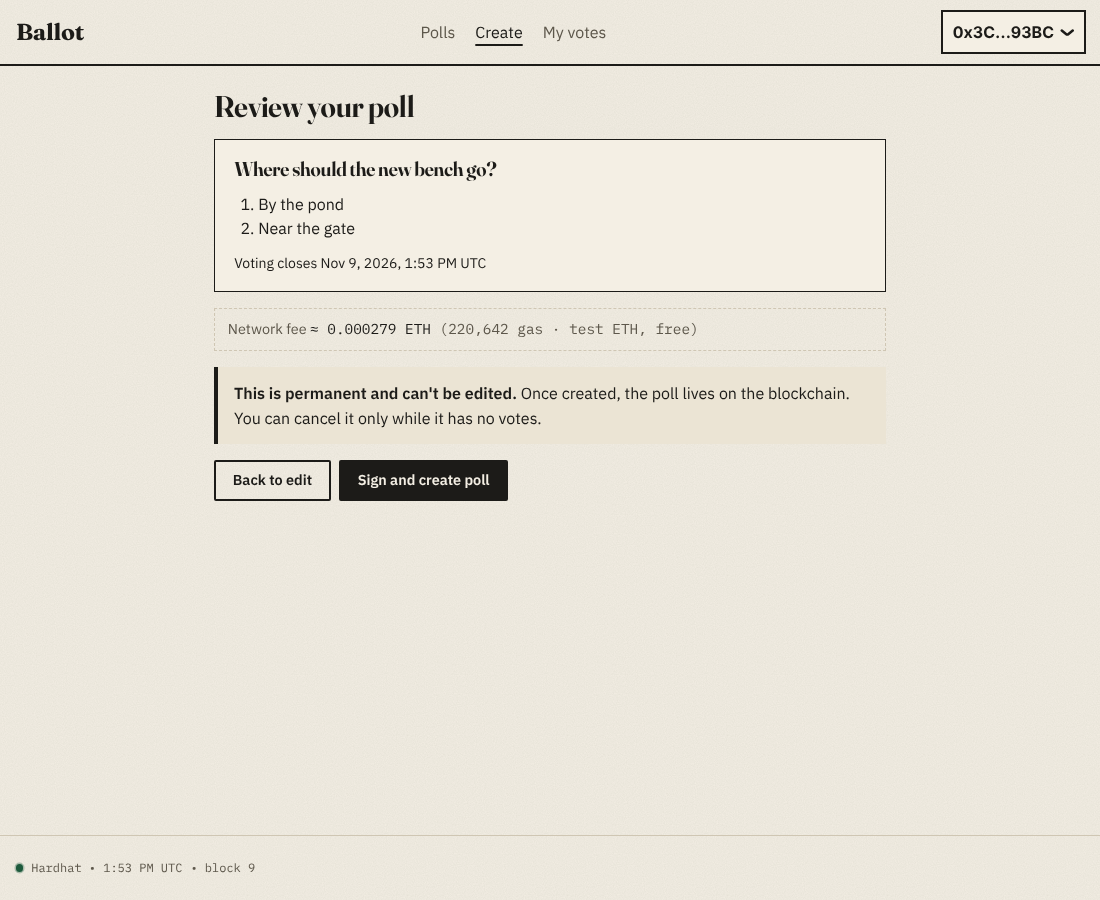 Ballot
Polls Create My votes
0x3C...93BC
Review your poll
Where should the new bench go?
1. By the pond
2. Near the gate
Voting closes Nov 9, 2026, 1:53 PM UTC
Network fee ≈ 0.000279 ETH (220,642 gas · test ETH, free)
This is permanent and can't be edited. Once created, the poll lives on the blockchain.
You can cancel it only while it has no votes.
Back to edit
Sign and create poll
Hardhat • 1:53 PM UTC • block 9